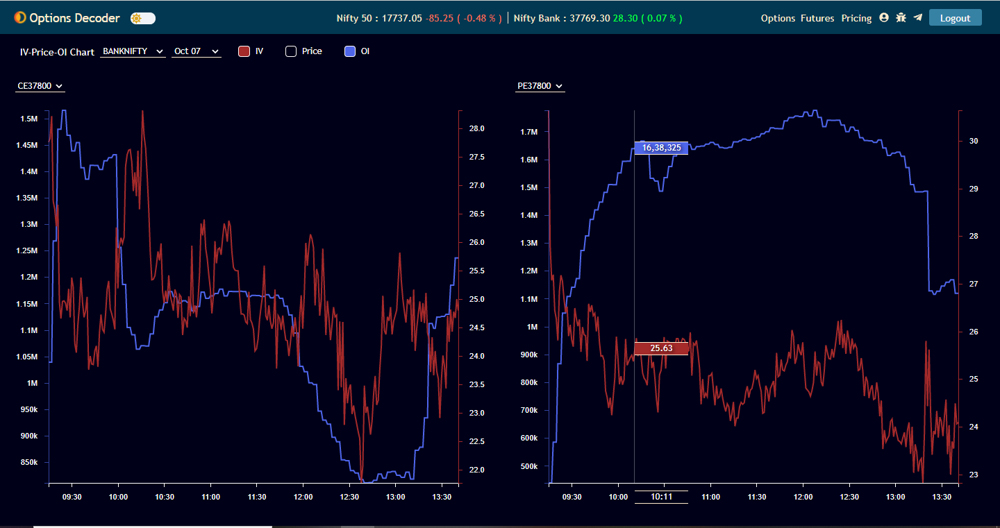 Options Decoder Nifty 50 : 17737.05 -85.25 ( -0.48 % ) Nifty Bank : 37769.30 28.30 ( 0.07 % ) Options Futures Pricing Logout
IV-Price-OI Chart BANKNIFTY Oct 07 IV Price OI
CE37800
1.5M
1.45M
1.4M
1.35M
1.3M
1.25M
1.2M
1.15M
1.1M
1.05M
1M
950k
900k
850k
28.0
27.5
27.0
26.5
26.0
25.5
25.0
24.5
24.0
23.5
23.0
22.5
22.0
09:30 10:00 10:30 11:00 11:30 12:00 12:30 13:00 13:30
PE37800
1.7M
1.6M
1.5M
1.4M
1.3M
1.2M
1.1M
1M
900k
800k
700k
600k
500k
16,38,325
25.63
30
29
28
27
26
25
24
23
09:30 10:00 10:11 11:00 11:30 12:00 12:30 13:00 13:30